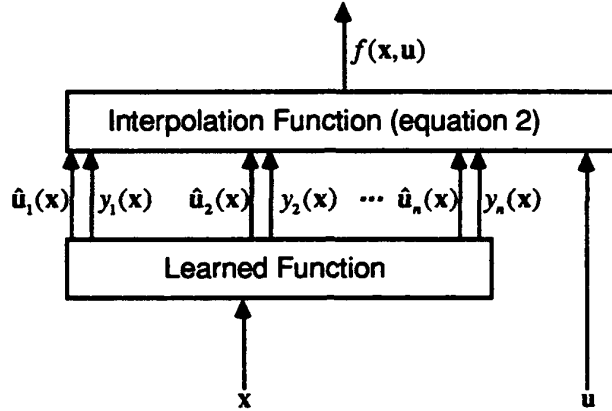 f(x,u)
Interpolation Function (equation 2)
û₁(x) y₁(x) û₂(x) y₂(x) ··· ûₙ(x) yₙ(x)
Learned Function
x u